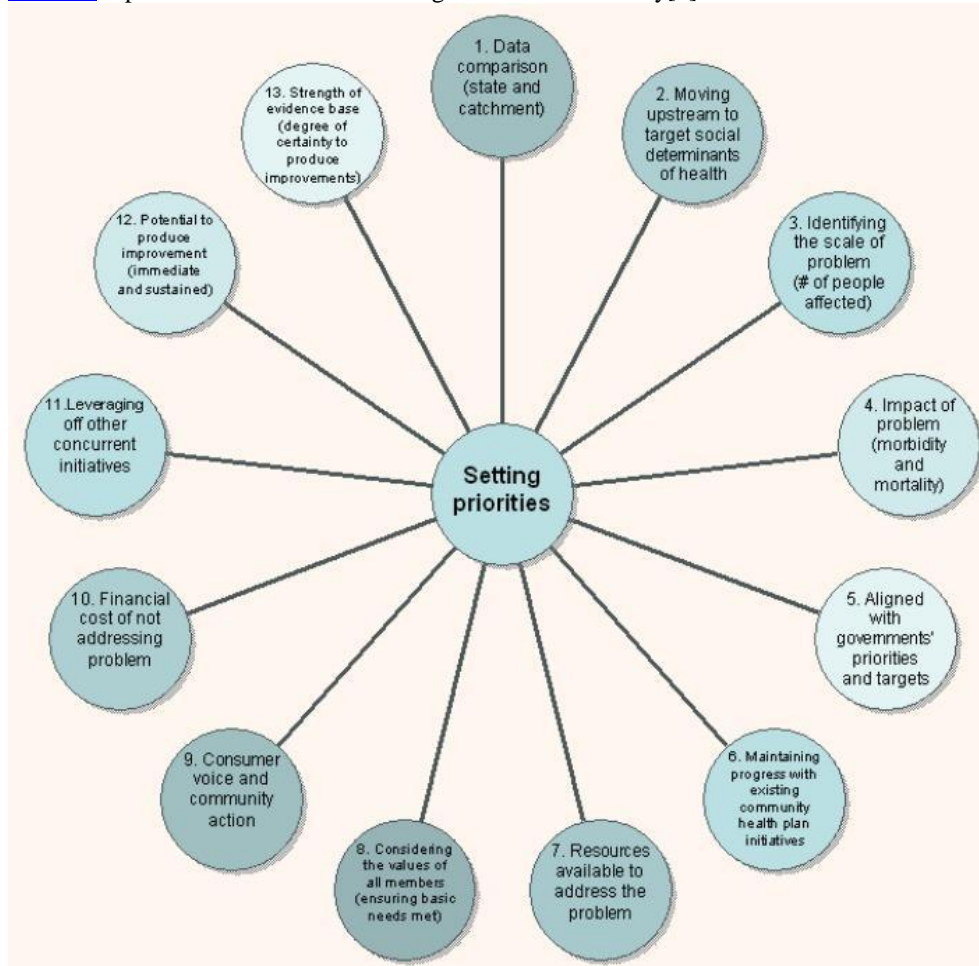 1. Data
comparison
(state and
catchment)
2. Moving
upstream to
target social
determinants
of health
3. Identifying
the scale of
problem
(# of people
affected)
4. Impact of
problem
(morbidity
and
mortality)
5. Aligned
with
governments'
priorities
and targets
6. Maintaining
progress with
existing
community
health plan
initiatives
7. Resources
available to
address the
problem
8. Considering
the values of
all members
(ensuring basic
needs met)
9. Consumer
voice and
community
action
10. Financial
cost of not
addressing
problem
11.Leveraging
off other
concurrent
initiatives
12. Potential to
produce
improvement
(immediate
and sustained)
13. Strength of
evidence base
(degree of
certainty to
produce
improvements)
Setting
priorities